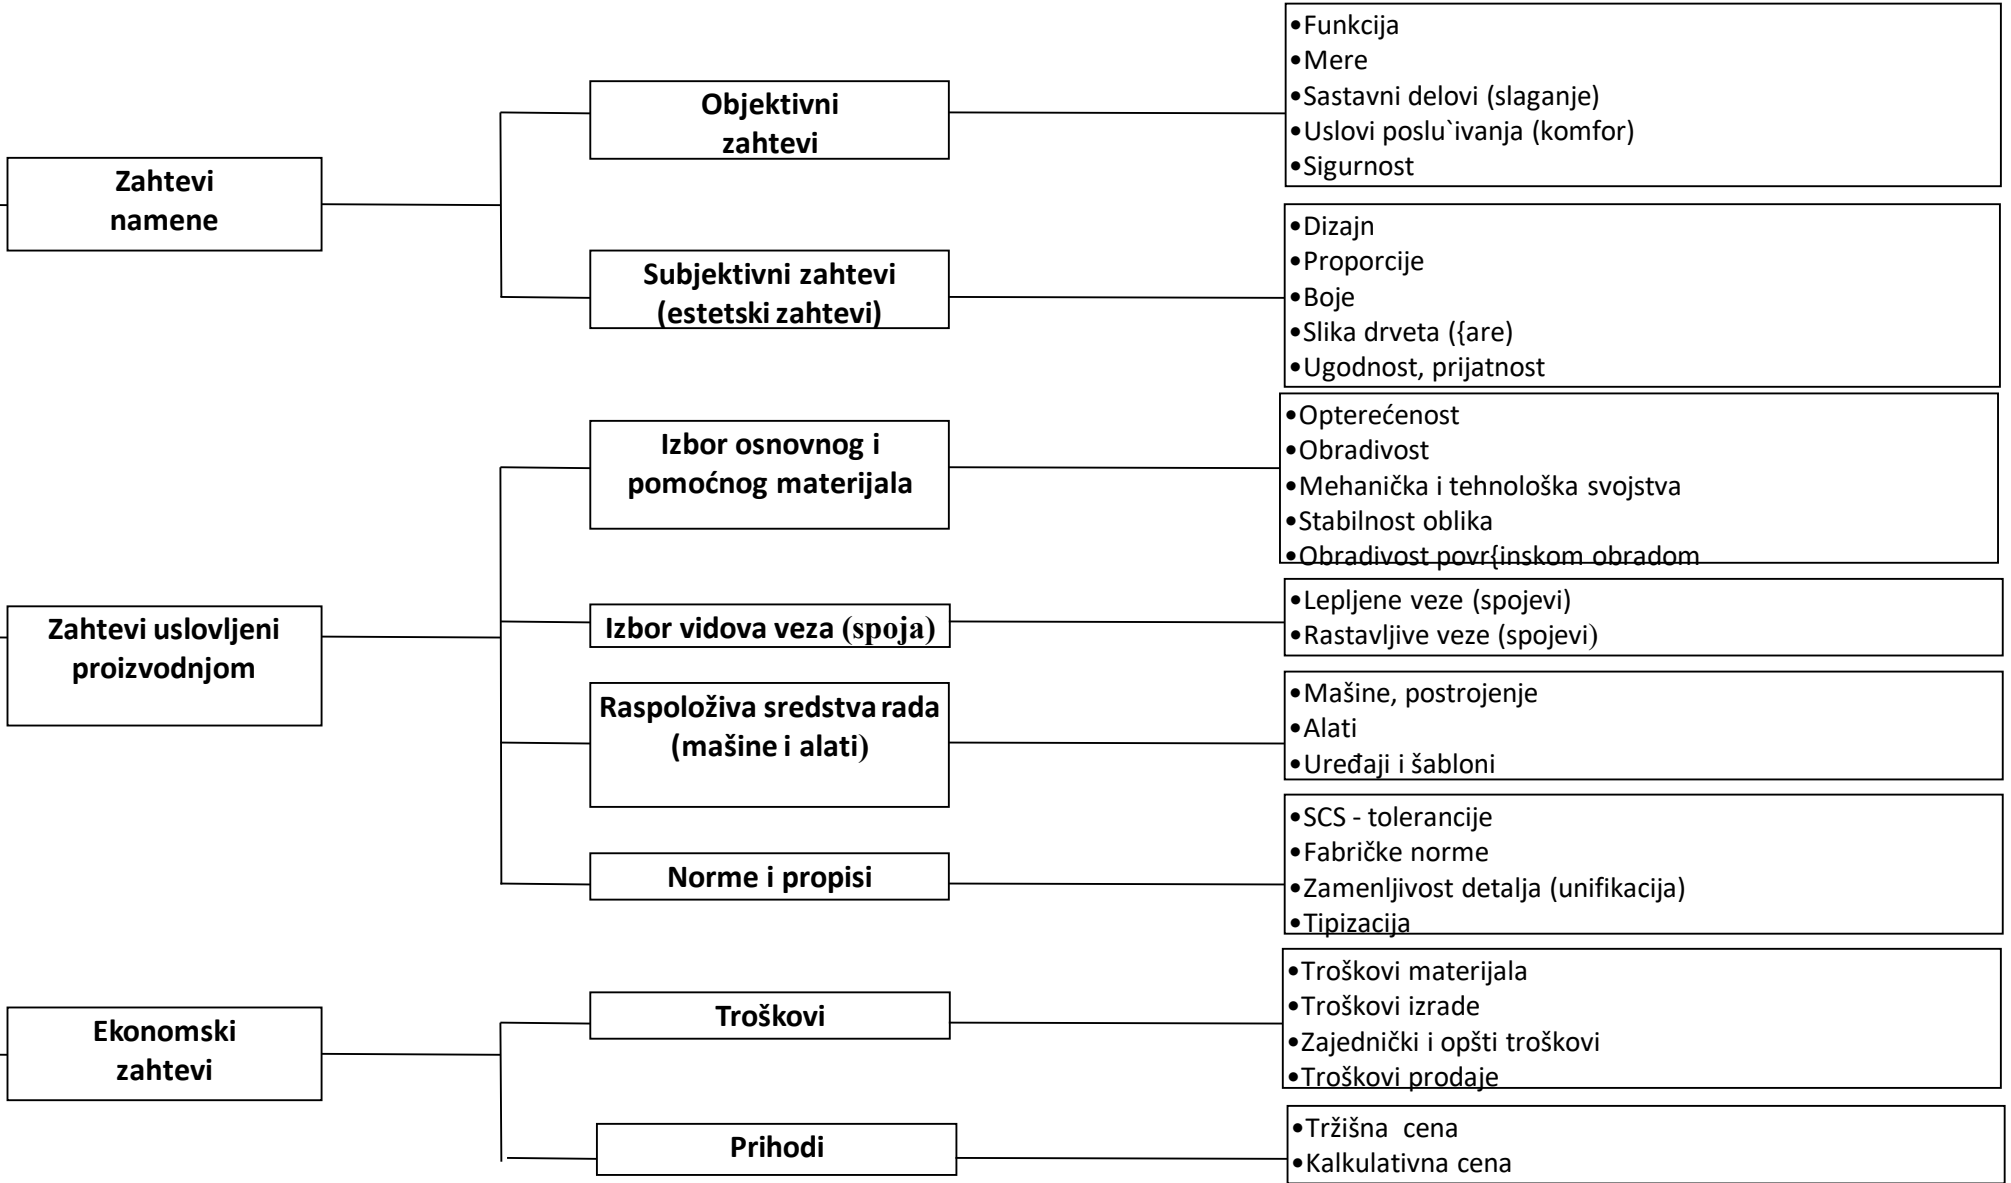 Zahtevi
namene
Objektivni
zahtevi
•Funkcija
•Mere
•Sastavni delovi (slaganje)
•Uslovi poslu`ivanja (komfor)
•Sigurnost
Subjektivni zahtevi
(estetski zahtevi)
•Dizajn
•Proporcije
•Boje
•Slika drveta ({are)
•Ugodnost, prijatnost
Zahtevi uslovljeni
proizvodnjom
Izbor osnovnog i
pomoćnog materijala
•Opterećenost
•Obradivost
•Mehanička i tehnološka svojstva
•Stabilnost oblika
•Obradivost povr{inskom obradom
Izbor vidova veza (spoja)
•Lepljene veze (spojevi)
•Rastavljive veze (spojevi)
Raspoloživa sredstva rada
(mašine i alati)
•Mašine, postrojenje
•Alati
•Uređaji i šabloni
Norme i propisi
•SCS - tolerancije
•Fabričke norme
•Zamenljivost detalja (unifikacija)
•Tipizacija
Ekonomski
zahtevi
Troškovi
•Troškovi materijala
•Troškovi izrade
•Zajednički i opšti troškovi
•Troškovi prodaje
Prihodi
•Tržišna cena
•Kalkulativna cena